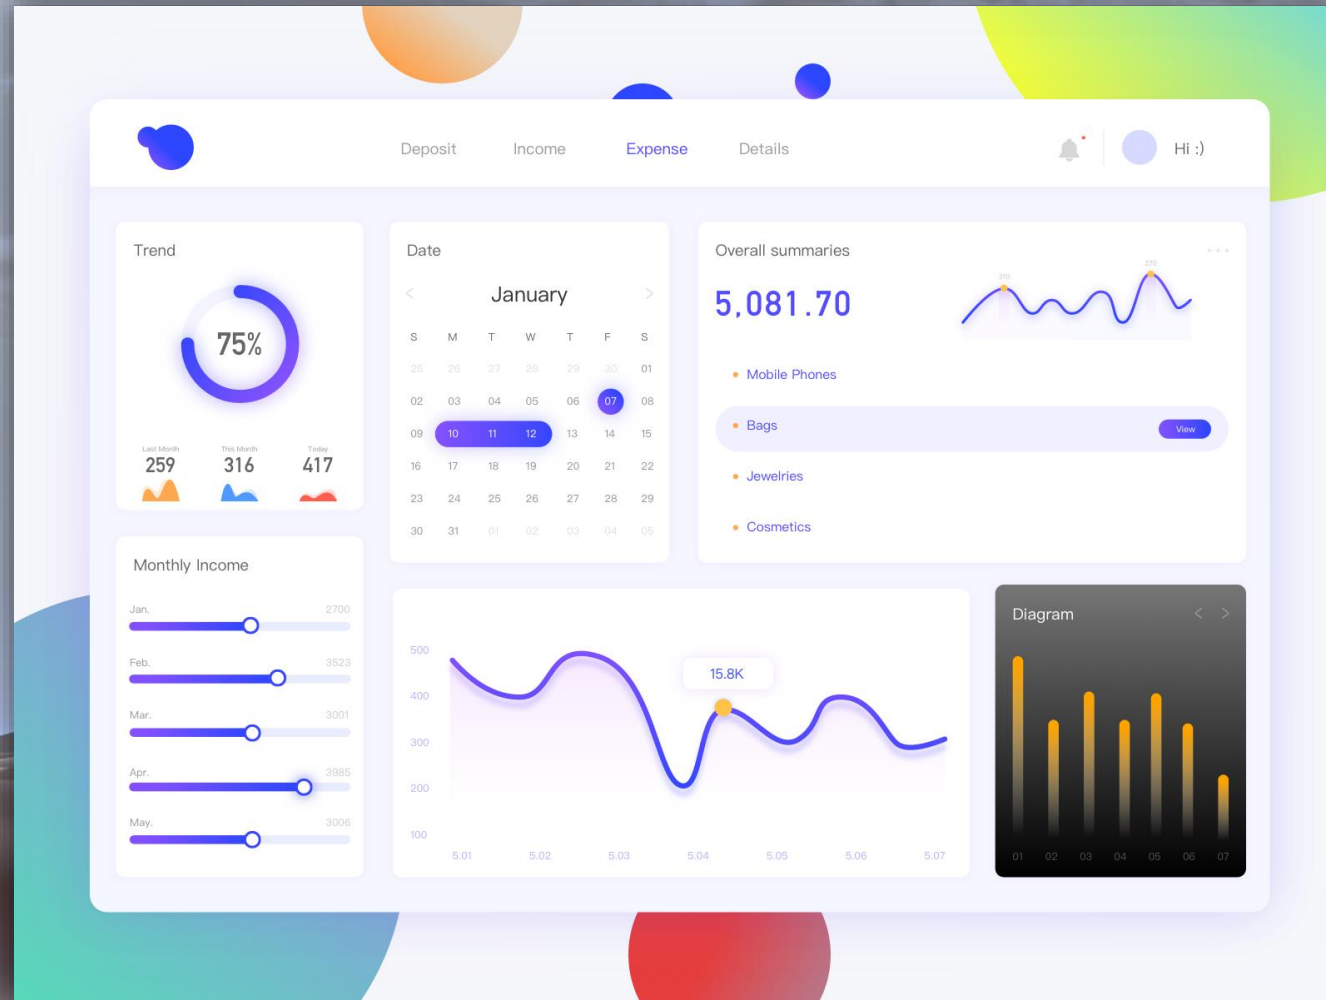 Deposit Income Expense Details Hi :)
Trend
75%
Last Month This Month Today
259 316 417
Date
January
S M T W T F S
25 26 27 28 29 30 01
02 03 04 05 06 07 08
09 10 11 12 13 14 15
16 17 18 19 20 21 22
23 24 25 26 27 28 29
30 31 01 02 03 04 05
Overall summaries
5,081.70
310
370
Mobile Phones
Bags
View
Jewelries
Cosmetics
Monthly Income
Jan. 2700
Feb. 3523
Mar. 3001
Apr. 3985
May. 3006
500
400
300
200
100
15.8K
5.01 5.02 5.03 5.04 5.05 5.06 5.07
Diagram
01 02 03 04 05 06 07